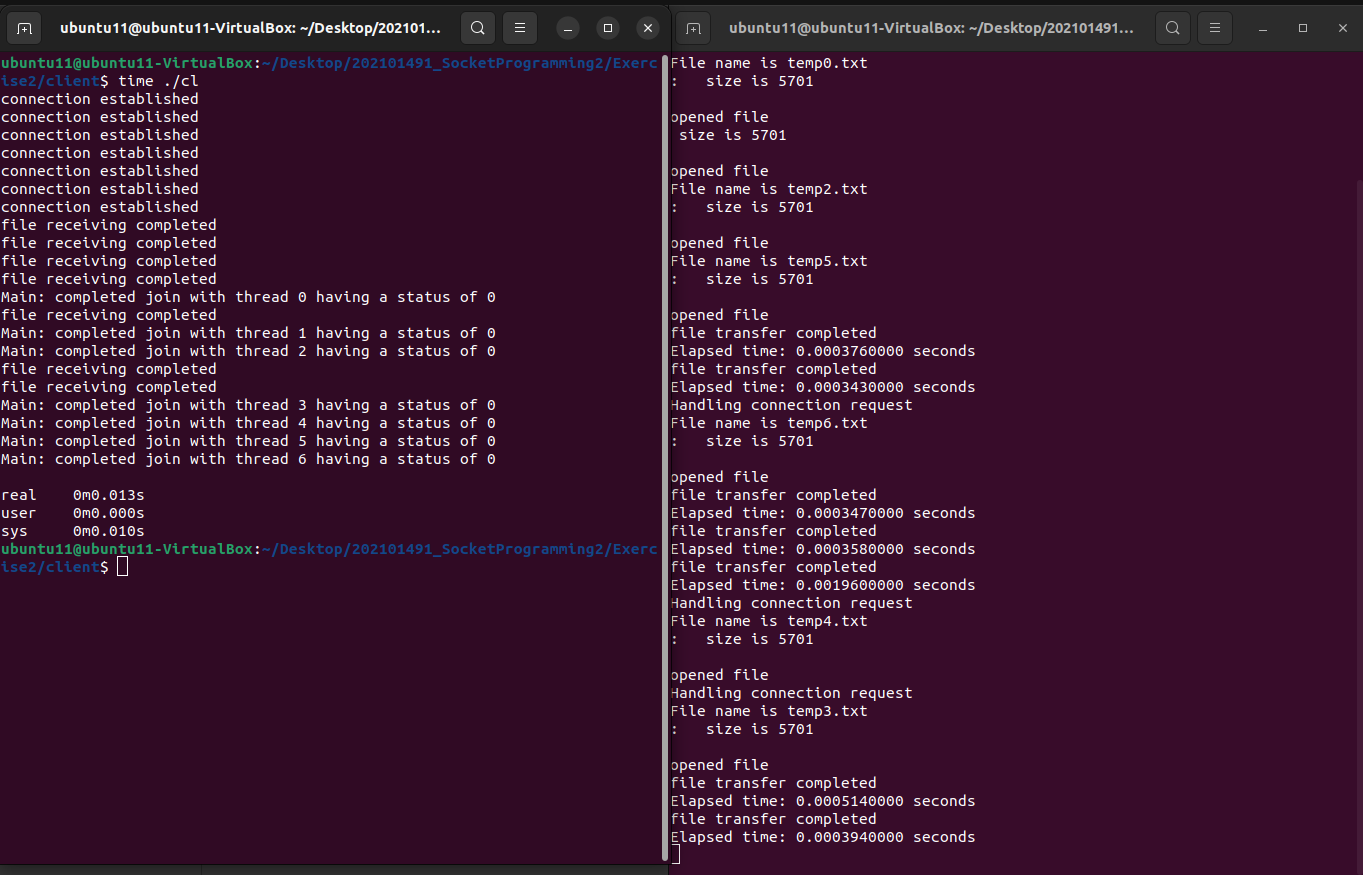 ubuntu11@ubuntu11-VirtualBox: ~/Desktop/202101...
ubuntu11@ubuntu11-VirtualBox:~/Desktop/202101491_SocketProgramming2/Exerc
ise2/client$ time ./cl
connection established
connection established
connection established
connection established
connection established
connection established
connection established
file receiving completed
file receiving completed
file receiving completed
file receiving completed
Main: completed join with thread 0 having a status of 0
file receiving completed
Main: completed join with thread 1 having a status of 0
Main: completed join with thread 2 having a status of 0
file receiving completed
file receiving completed
Main: completed join with thread 3 having a status of 0
Main: completed join with thread 4 having a status of 0
Main: completed join with thread 5 having a status of 0
Main: completed join with thread 6 having a status of 0
real 0m0.013s
user 0m0.000s
sys 0m0.010s
ubuntu11@ubuntu11-VirtualBox:~/Desktop/202101491_SocketProgramming2/Exerc
ise2/client$
ubuntu11@ubuntu11-VirtualBox: ~/Desktop/202101491...
File name is temp0.txt
: size is 5701
opened file
size is 5701
opened file
File name is temp2.txt
: size is 5701
opened file
File name is temp5.txt
: size is 5701
opened file
file transfer completed
Elapsed time: 0.0003760000 seconds
file transfer completed
Elapsed time: 0.0003430000 seconds
Handling connection request
File name is temp6.txt
: size is 5701
opened file
file transfer completed
Elapsed time: 0.0003470000 seconds
file transfer completed
Elapsed time: 0.0003580000 seconds
file transfer completed
Elapsed time: 0.0019600000 seconds
Handling connection request
File name is temp4.txt
: size is 5701
opened file
Handling connection request
File name is temp3.txt
: size is 5701
opened file
file transfer completed
Elapsed time: 0.0005140000 seconds
file transfer completed
Elapsed time: 0.0003940000 seconds